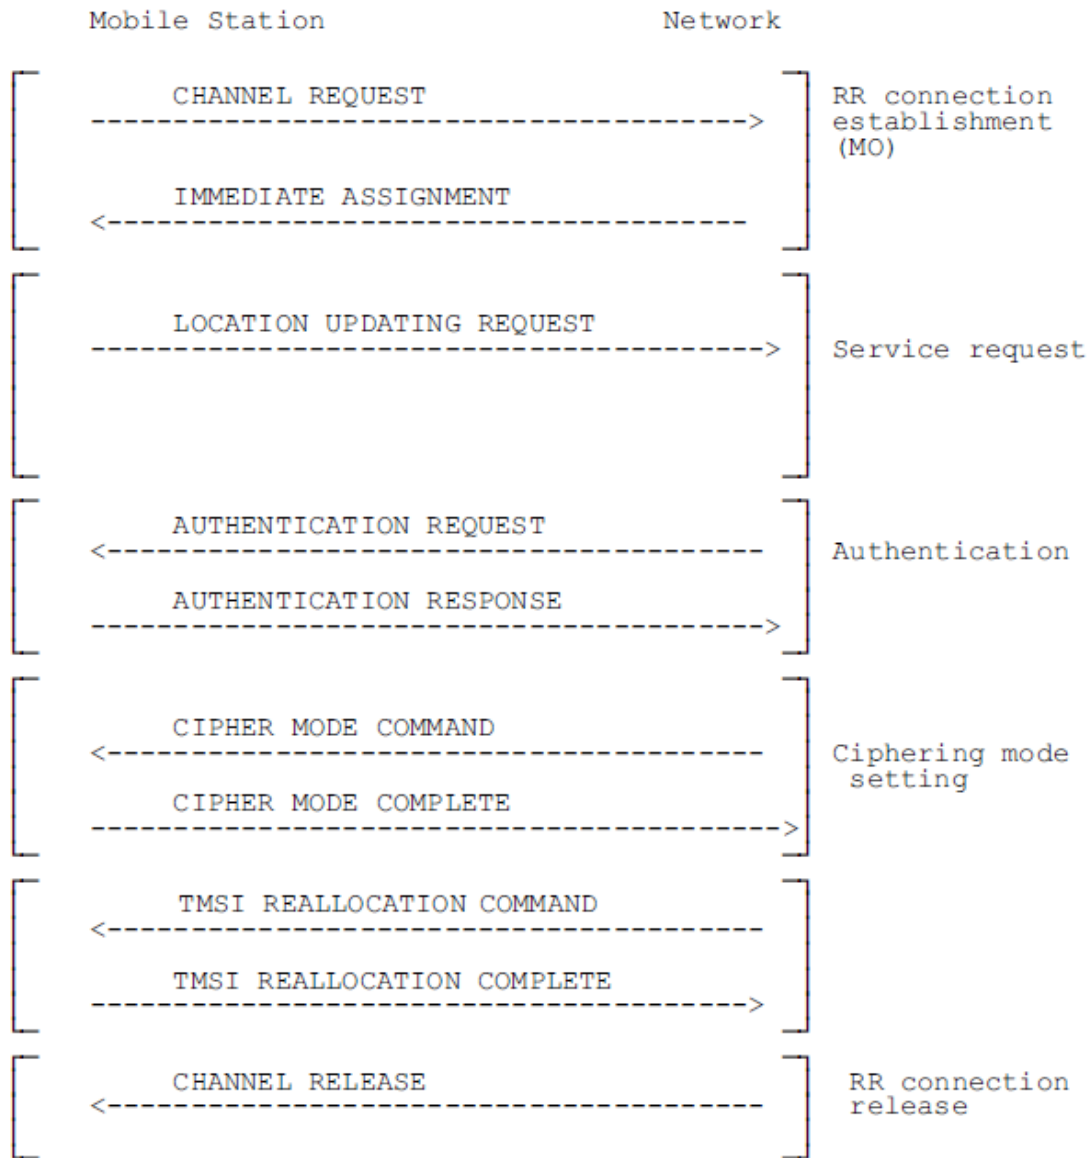 Mobile Station Network
CHANNEL REQUEST
RR connection
establishment
(MO)
IMMEDIATE ASSIGNMENT
LOCATION UPDATING REQUEST
Service request
AUTHENTICATION REQUEST
Authentication
AUTHENTICATION RESPONSE
CIPHER MODE COMMAND
Ciphering mode
setting
CIPHER MODE COMPLETE
TMSI REALLOCATION COMMAND
TMSI REALLOCATION COMPLETE
CHANNEL RELEASE
RR connection
release